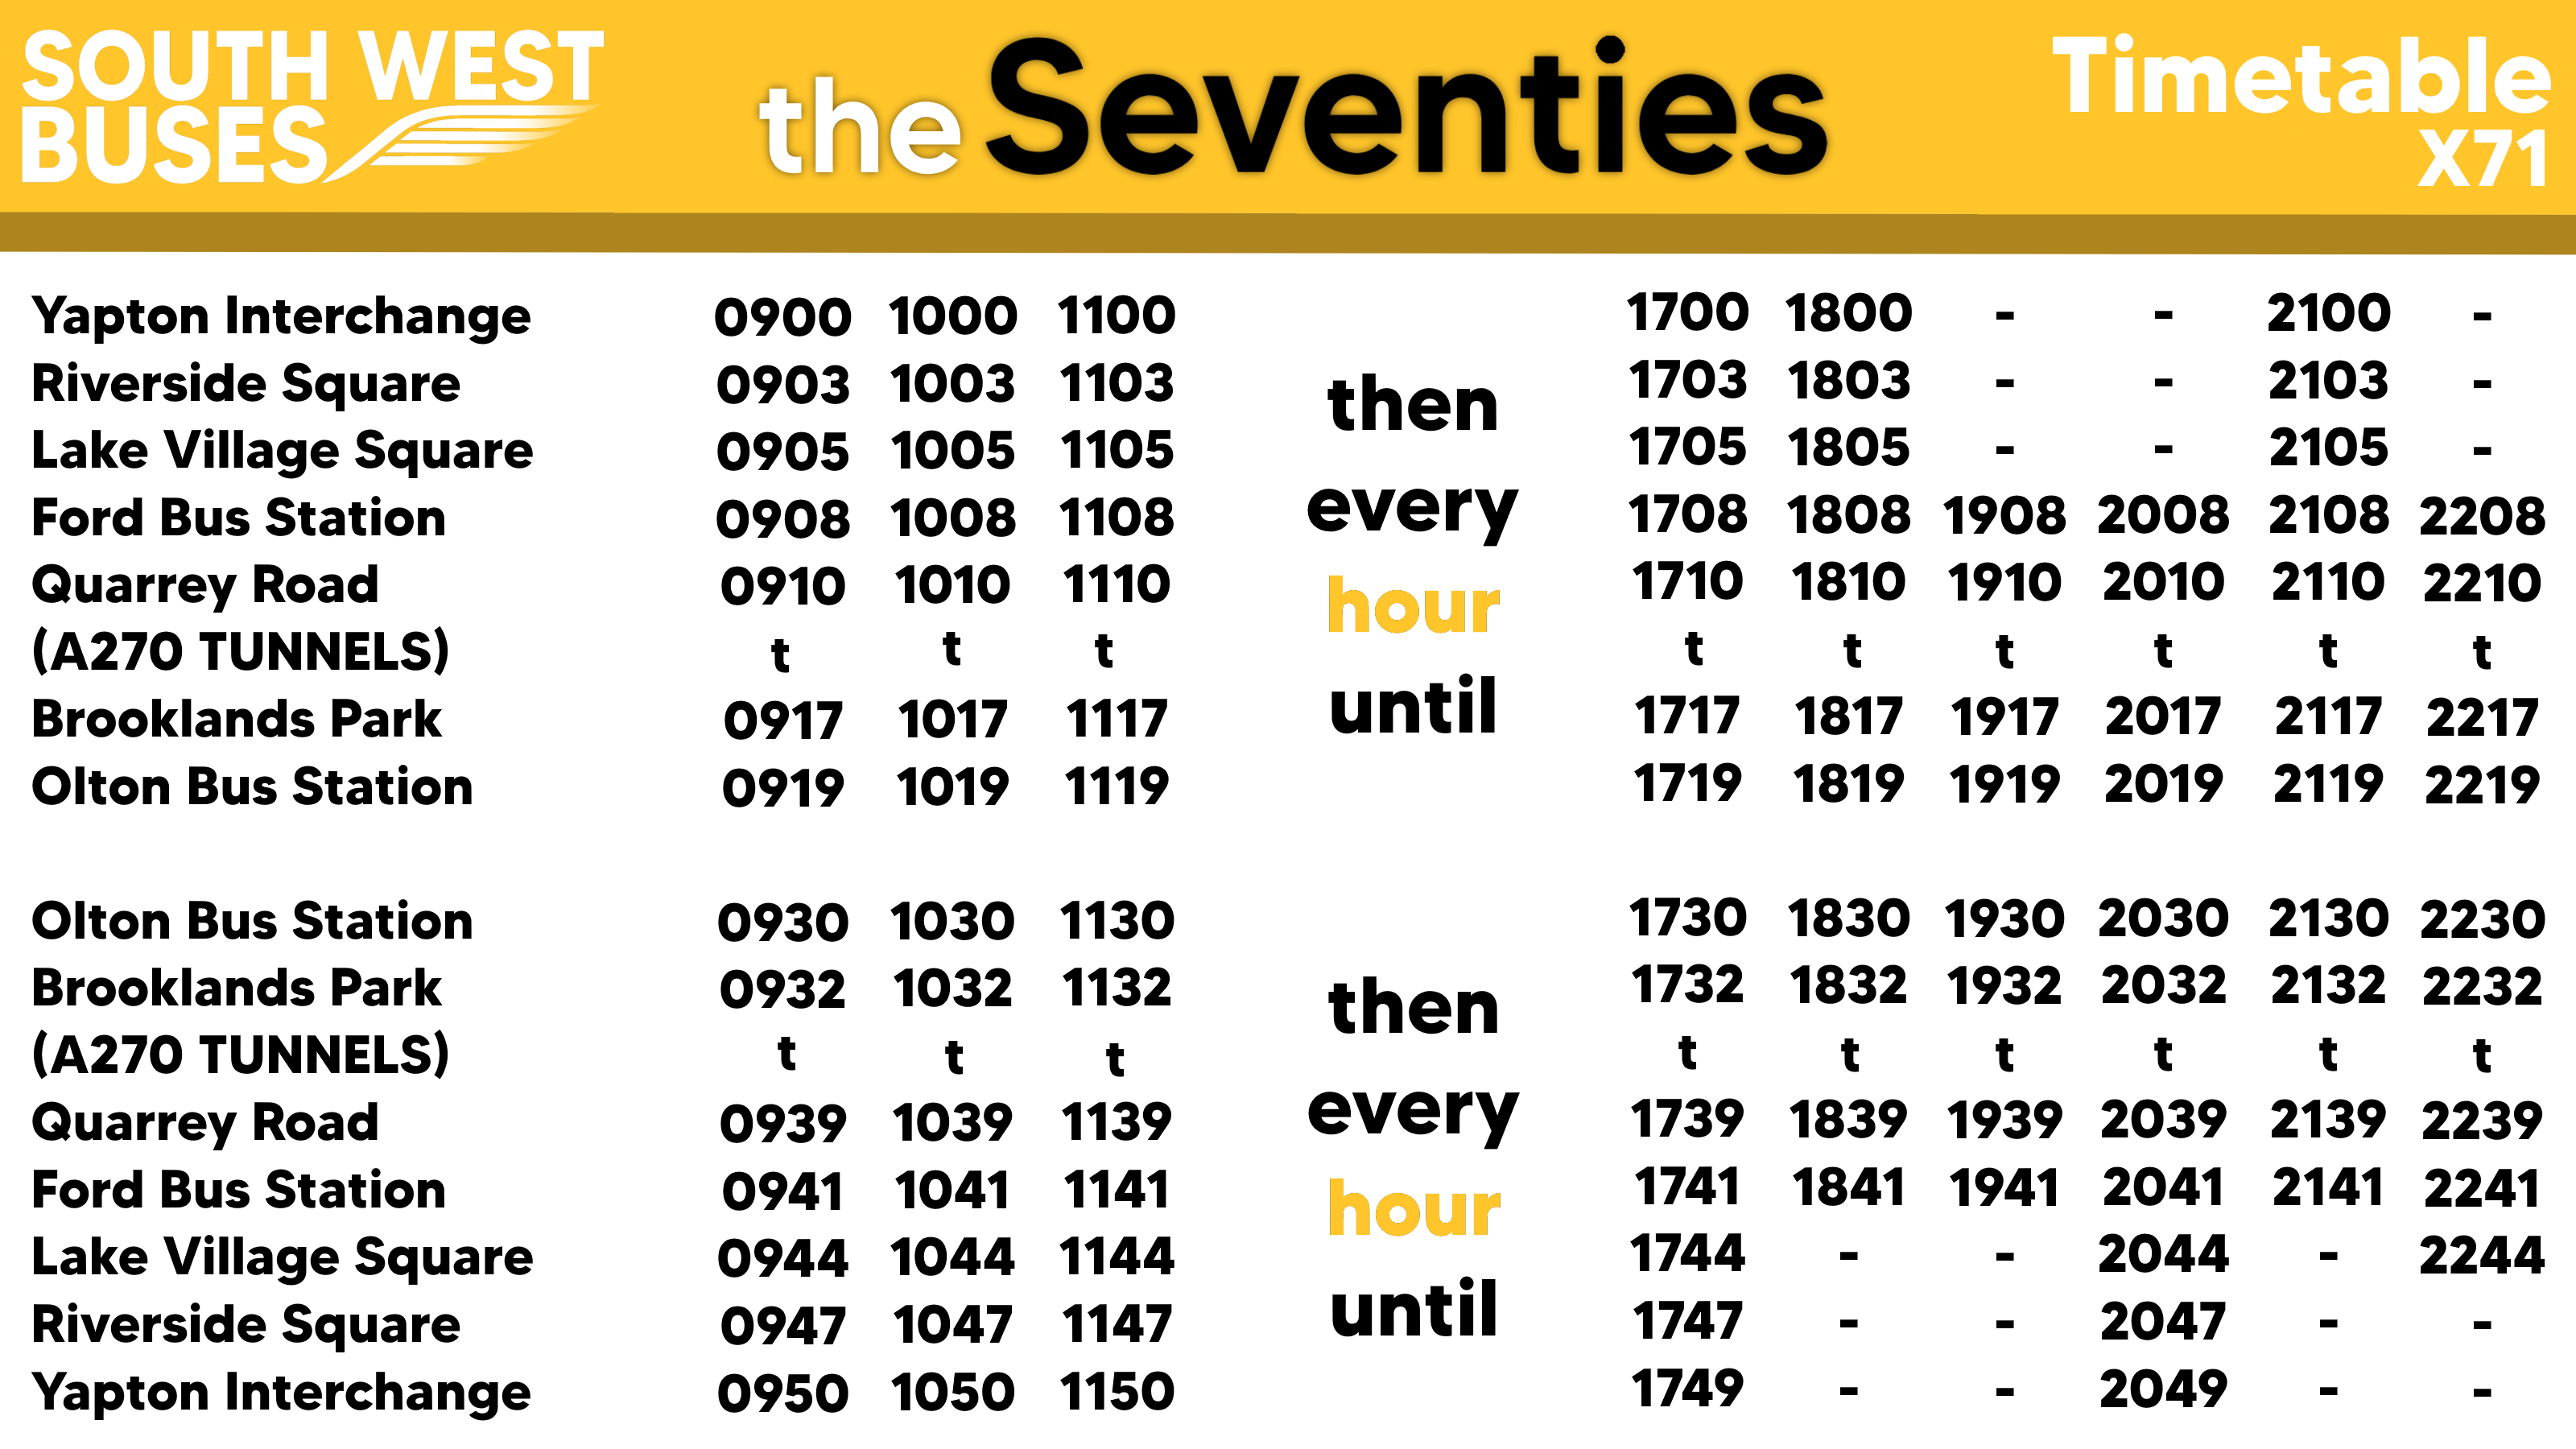 SOUTH WEST
BUSES
the Seventies
Timetable
X71
Yapton Interchange 0900 1000 1100 1700 1800 - - 2100 -
Riverside Square 0903 1003 1103 1703 1803 - - 2103 -
Lake Village Square 0905 1005 1105 1705 1805 - - 2105 -
Ford Bus Station 0908 1008 1108 1708 1808 1908 2008 2108 2208
Quarrey Road 0910 1010 1110 1710 1810 1910 2010 2110 2210
(A270 TUNNELS) t t t t t t t t t
Brooklands Park 0917 1017 1117 1717 1817 1917 2017 2117 2217
Olton Bus Station 0919 1019 1119 1719 1819 1919 2019 2119 2219
then
every
hour
until
Olton Bus Station 0930 1030 1130 1730 1830 1930 2030 2130 2230
Brooklands Park 0932 1032 1132 1732 1832 1932 2032 2132 2232
(A270 TUNNELS) t t t t t t t t t
Quarrey Road 0939 1039 1139 1739 1839 1939 2039 2139 2239
Ford Bus Station 0941 1041 1141 1741 1841 1941 2041 2141 2241
Lake Village Square 0944 1044 1144 1744 - - 2044 - 2244
Riverside Square 0947 1047 1147 1747 - - 2047 - -
Yapton Interchange 0950 1050 1150 1749 - - 2049 - -
then
every
hour
until